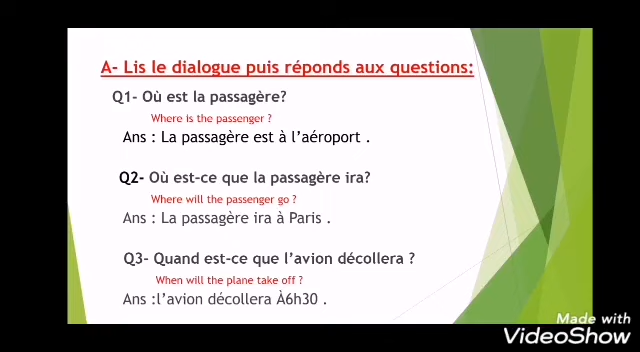 A- Lis le dialogue puis réponds aux questions:
Q1- Où est la passagère?
Where is the passenger ?
Ans : La passagère est à l'aéroport .
Q2- Où est-ce que la passagère ira?
Where will the passenger go ?
Ans : La passagère ira à Paris .
Q3- Quand est-ce que l'avion décollera ?
When will the plane take off ?
Ans :l'avion décollera À6h30 .
Made with
VideoShow